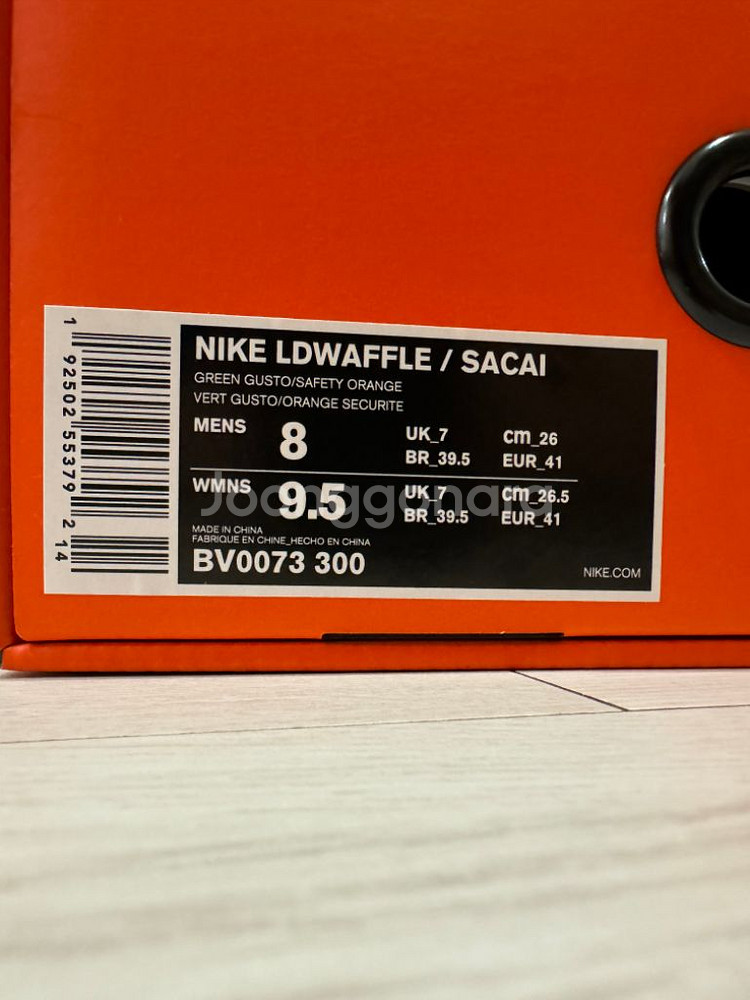 NIKE LDWAFFLE / SACAI
GREEN GUSTO/SAFETY ORANGE
VERT GUSTO/ORANGE SECURITE
MENS 8 UK_7 cm_26
BR_39.5 EUR_41
WMNS 9.5 UK_7 cm_26.5
BR_39.5 EUR_41
MADE IN CHINA
FABRIQUE EN CHINE_HECHO EN CHINA
BV0073 300
NIKE.COM
1 92502 55379 2 14
Joonggonara